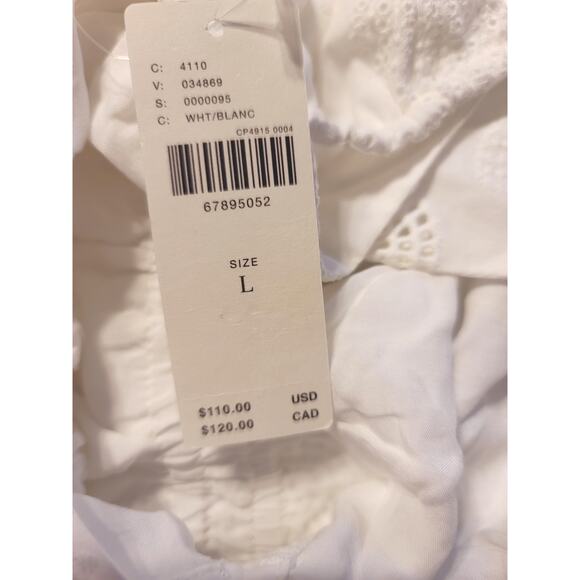 C: 4110
V: 034869
S: 0000095
C: WHT/BLANC
CP4915 0004
67895052
SIZE
L
$110.00 USD
$120.00 CAD